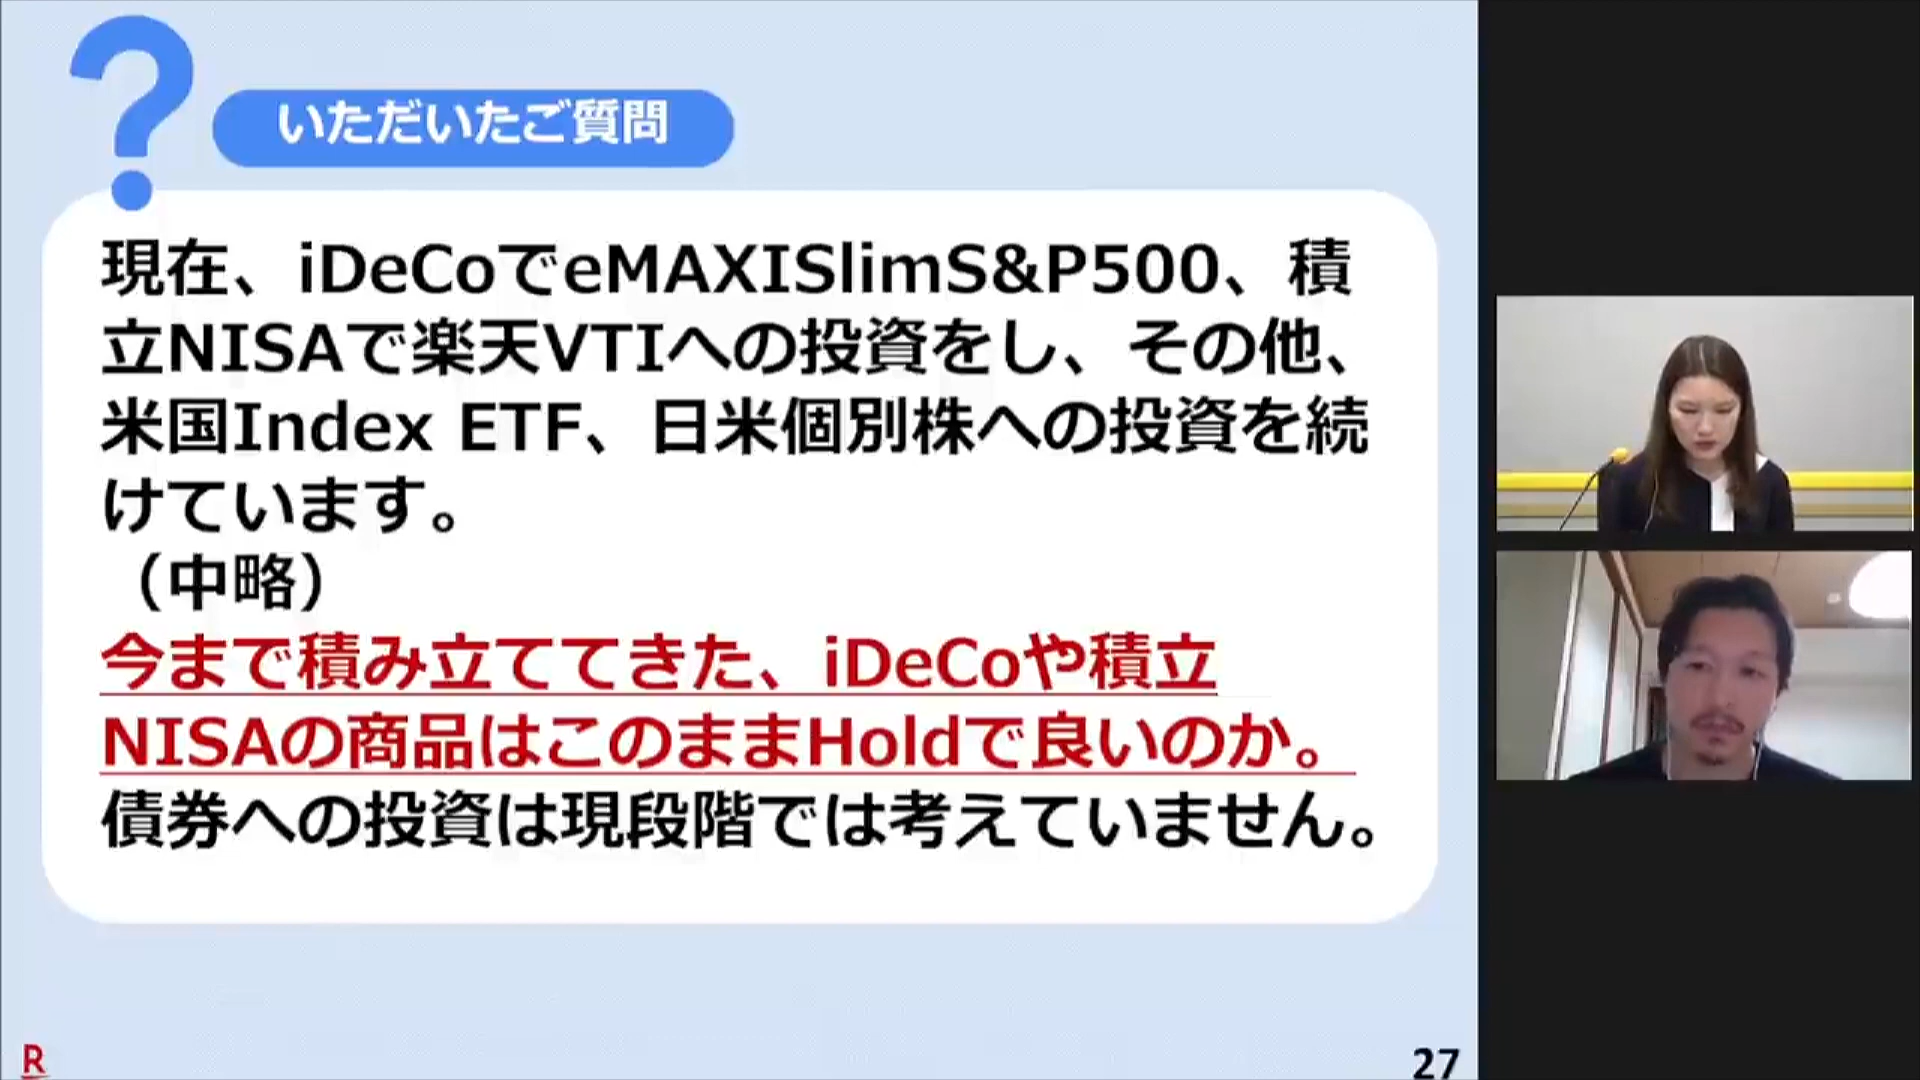 ?
いただいたご質問
現在、iDeCoでeMAXISlimS&P500、積
立NISAで楽天VTIへの投資をし、その他、
米国Index ETF、日米個別株への投資を続
けています。
（中略）
今まで積み立ててきた、iDeCoや積立
NISAの商品はこのままHoldで良いのか。
債券への投資は現段階では考えていません。
R
27